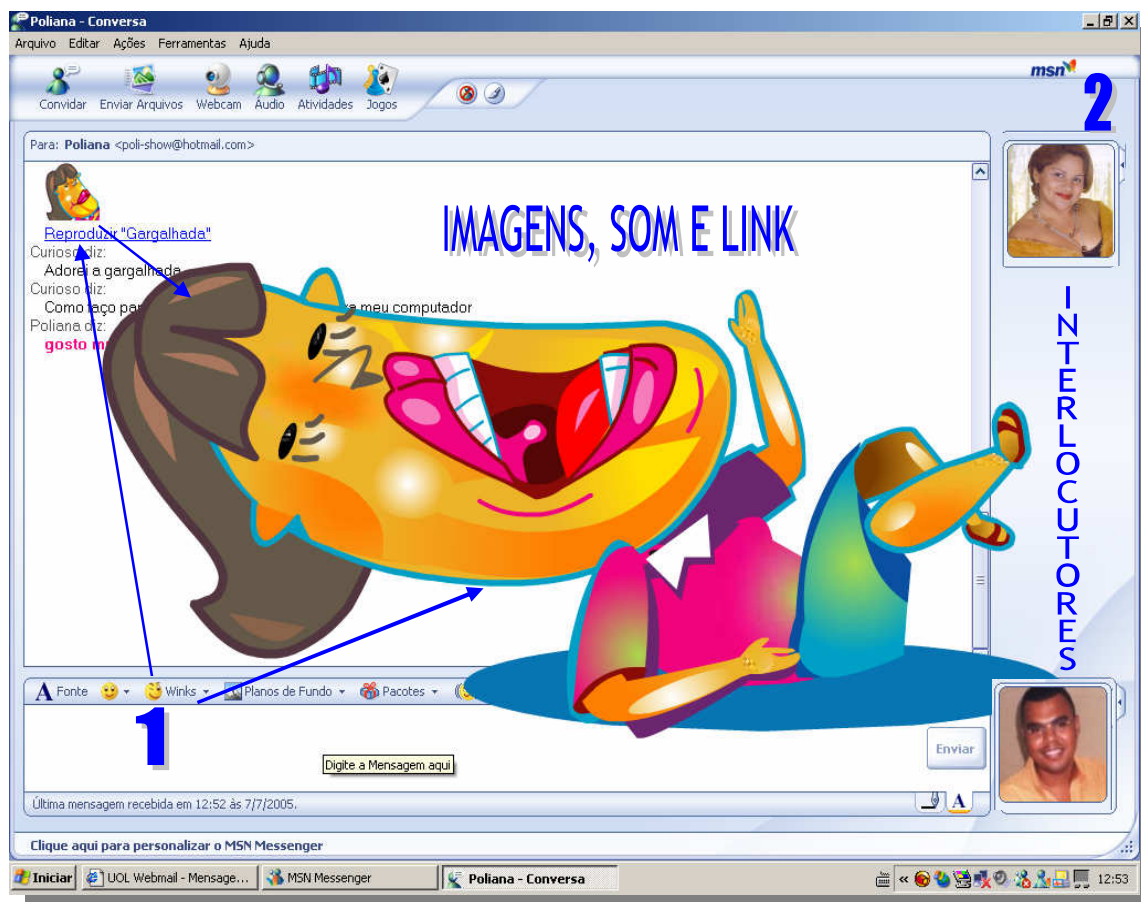 Poliana - Conversa
Arquivo Editar Ações Ferramentas Ajuda
msn
Convidar Enviar Arquivos Webcam Áudio Atividades Jogos
2
Para: Poliana <poli-show@hotmail.com>
IMAGENS, SOM E LINK
Reproduzir "Gargalhada"
Curioso diz:
Adorei a gargalhada
Curioso diz:
Como faço meu computador
Poliana diz:
gosto
INTERLOCUTORES
A Fonte Winks Planos de Fundo Pacotes
1
Enviar
Digite a Mensagem aqui
Última mensagem recebida em 12:52 às 7/7/2005.
A
Clique aqui para personalizar o MSN Messenger
Iniciar UOL Webmail - Mensage... MSN Messenger Poliana - Conversa « 12:53